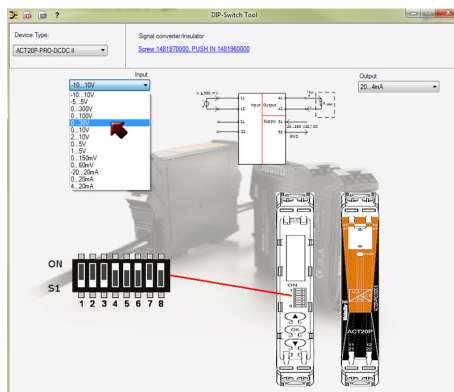 DIP-Switch Tool
Device Type:
ACT20P-PRO-DCDC II
Signal converter/insulator
Screw 1481970000, PUSH IN 1481960000
Input
-10...10V
-10...10V
-5...5V
0...300V
0...100V
0...30V
0...10V
2...10V
0...5V
1...5V
0...150mV
0...60mV
-20...20mA
0...20mA
4...20mA
Output
20...4mA
Input Output
Supply
GND
ON
S1
1 2 3 4 5 6 7 8
ON
OK
ACT20P